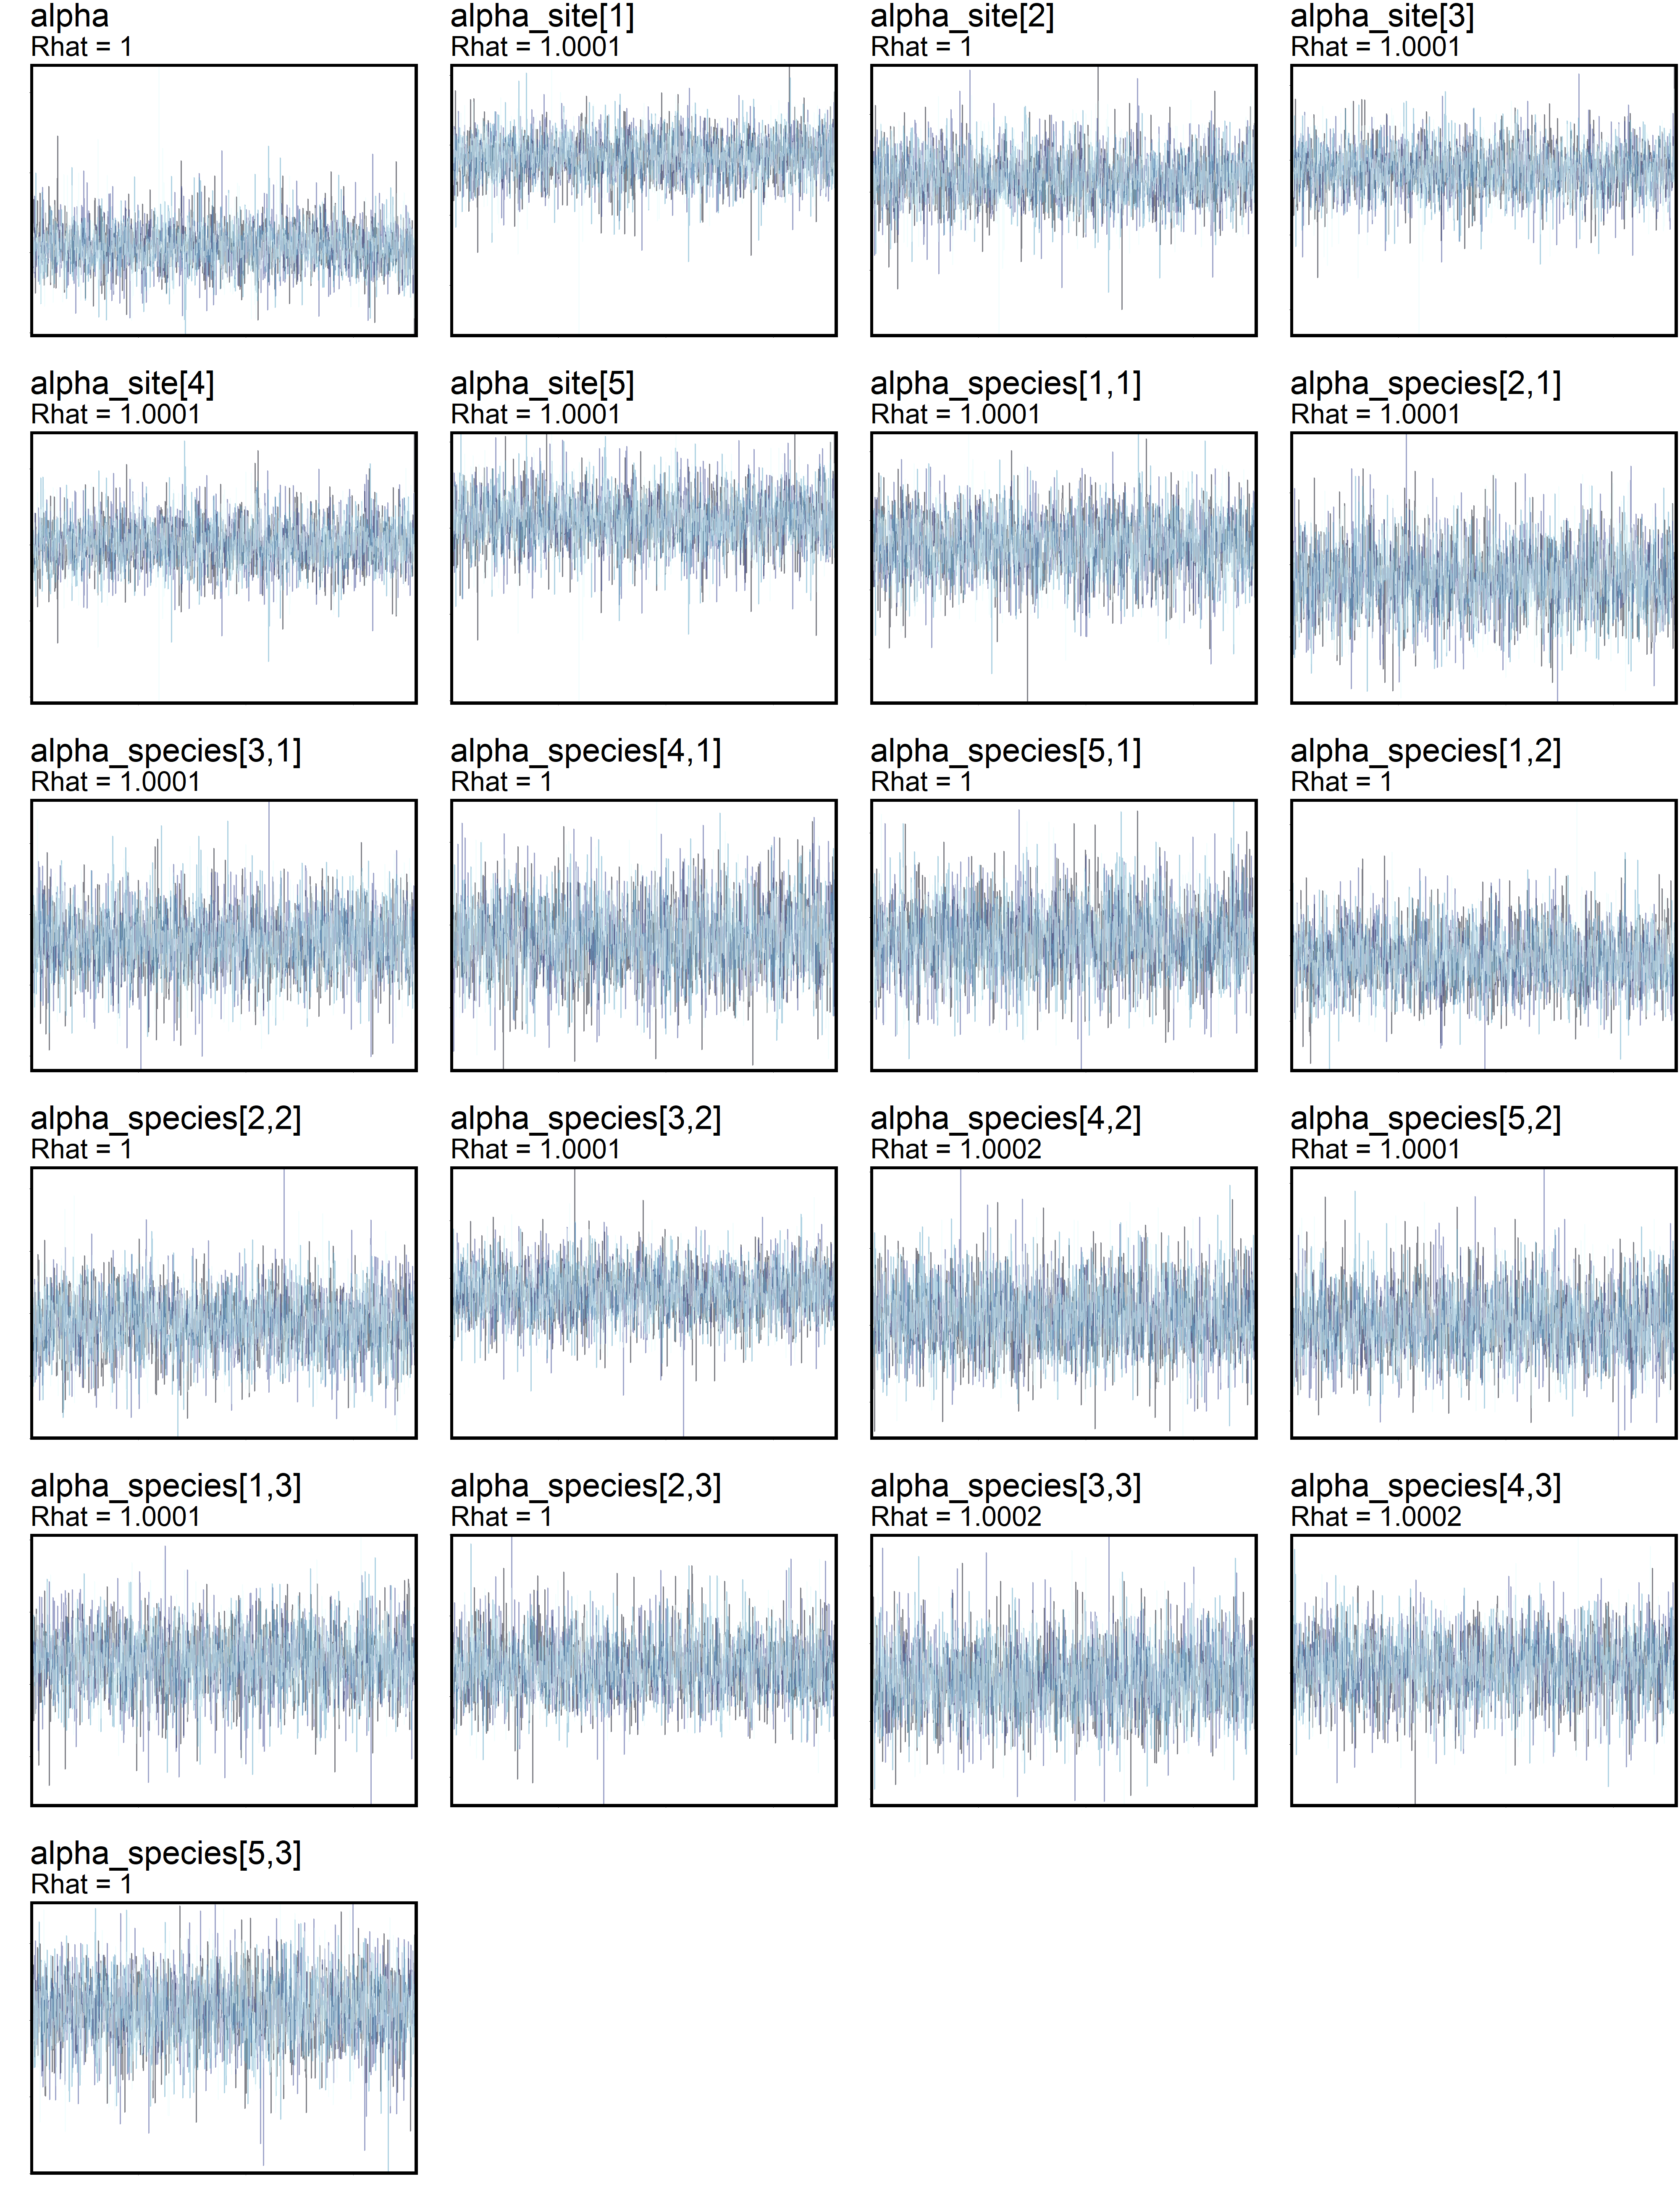 alpha
Rhat = 1
alpha_site[1]
Rhat = 1.0001
alpha_site[2]
Rhat = 1
alpha_site[3]
Rhat = 1.0001
alpha_site[4]
Rhat = 1.0001
alpha_site[5]
Rhat = 1.0001
alpha_species[1,1]
Rhat = 1.0001
alpha_species[2,1]
Rhat = 1.0001
alpha_species[3,1]
Rhat = 1.0001
alpha_species[4,1]
Rhat = 1
alpha_species[5,1]
Rhat = 1
alpha_species[1,2]
Rhat = 1
alpha_species[2,2]
Rhat = 1
alpha_species[3,2]
Rhat = 1.0001
alpha_species[4,2]
Rhat = 1.0002
alpha_species[5,2]
Rhat = 1.0001
alpha_species[1,3]
Rhat = 1.0001
alpha_species[2,3]
Rhat = 1
alpha_species[3,3]
Rhat = 1.0002
alpha_species[4,3]
Rhat = 1.0002
alpha_species[5,3]
Rhat = 1